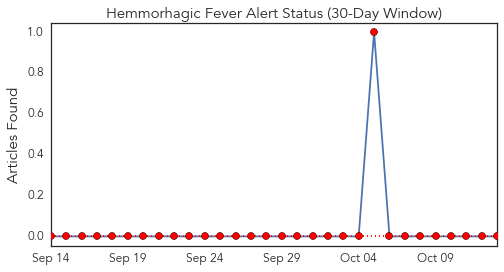 Hemmorhagic Fever Alert Status (30-Day Window)
Articles Found
1.0
0.8
0.6
0.4
0.2
0.0
Sep 14 Sep 19 Sep 24 Sep 29 Oct 04 Oct 09